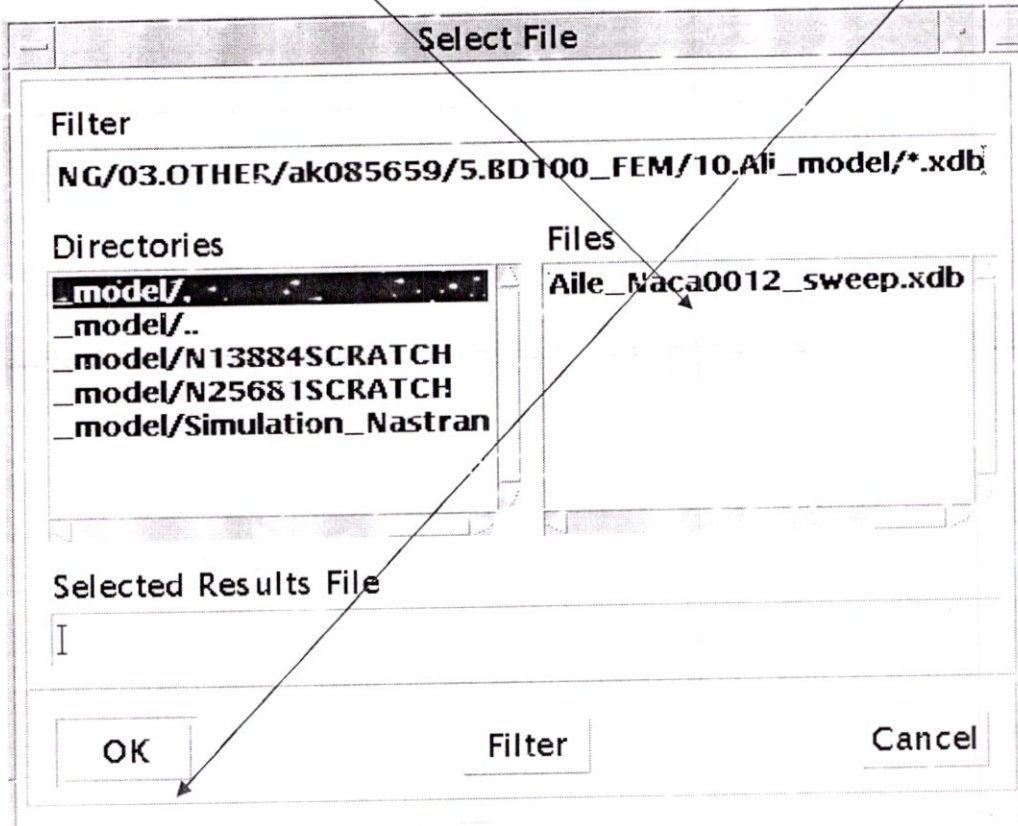 Select File
Filter
NG/03.OTHER/ak085659/5.BD100_FEM/10.Ali_model/*.xdb
Directories
_model/.
_model/..
_model/N13884SCRATCH
_model/N25681SCRATCH
_model/Simulation_Nastran
Files
Aile_Naca0012_sweep.xdb
Selected Results File
OK
Filter
Cancel